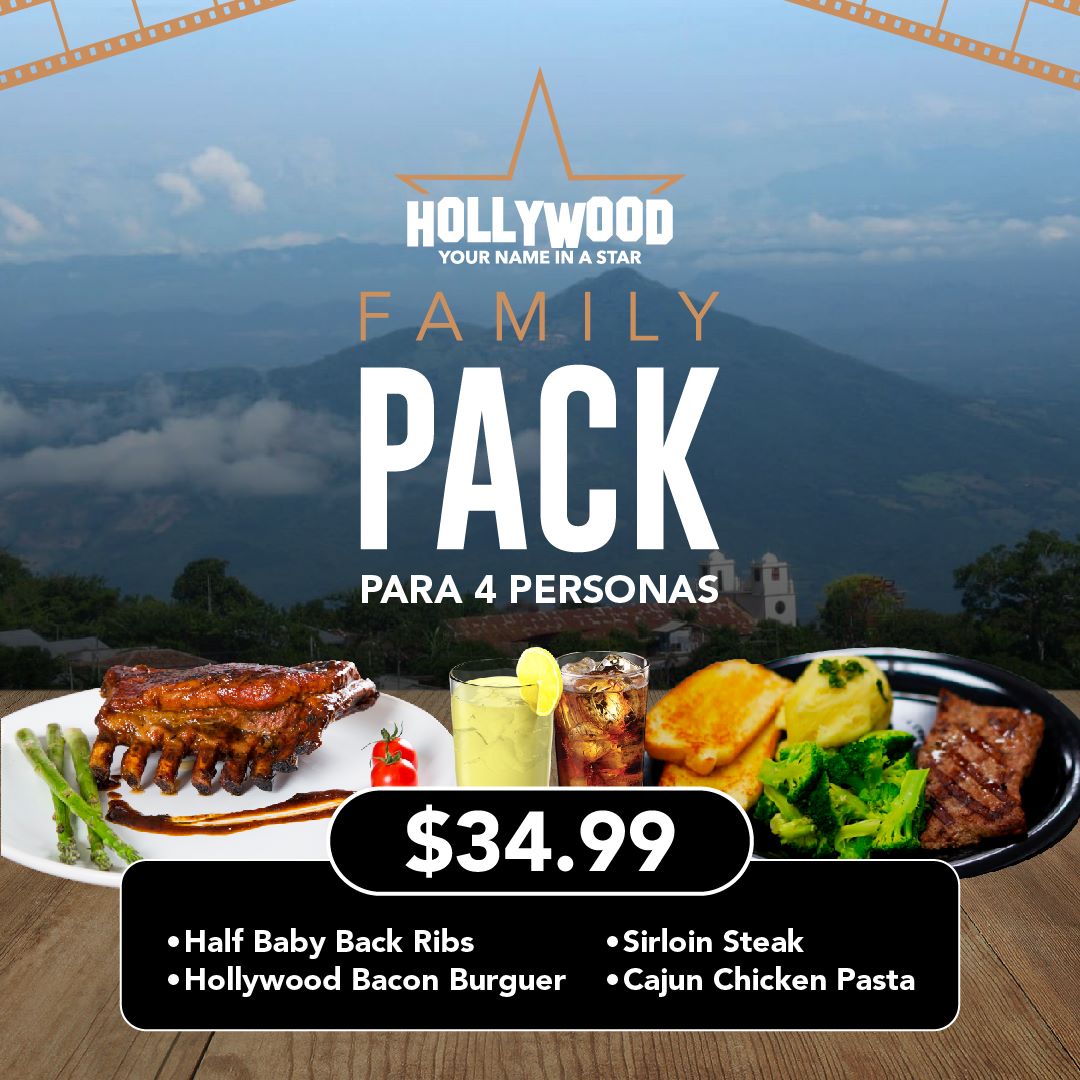 HOLLYWOOD
YOUR NAME IN A STAR
FAMILY
PACK
PARA 4 PERSONAS
$34.99
•Half Baby Back Ribs
•Hollywood Bacon Burguer
•Sirloin Steak
•Cajun Chicken Pasta